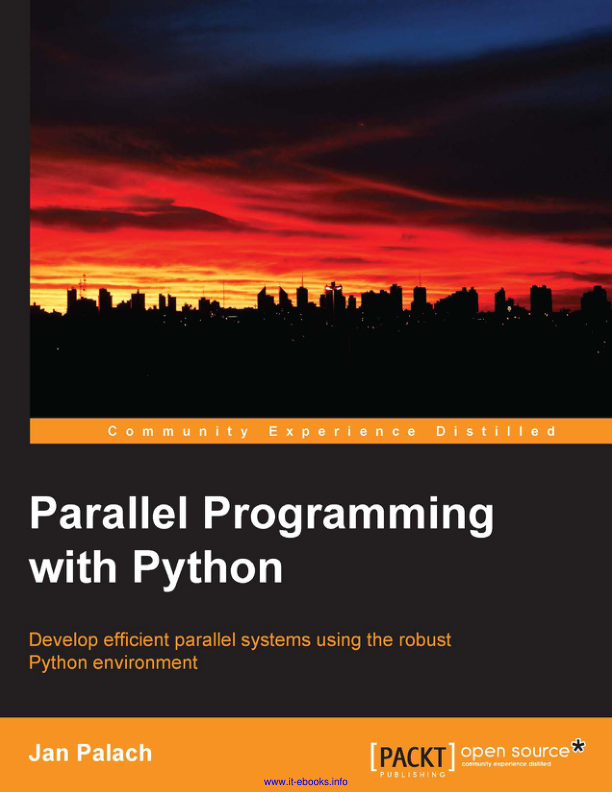 Community Experience Distilled
Parallel Programming
with Python
Develop efficient parallel systems using the robust
Python environment
Jan Palach
[PACKT] open source*
PUBLISHING community experience distilled
www.it-ebooks.info